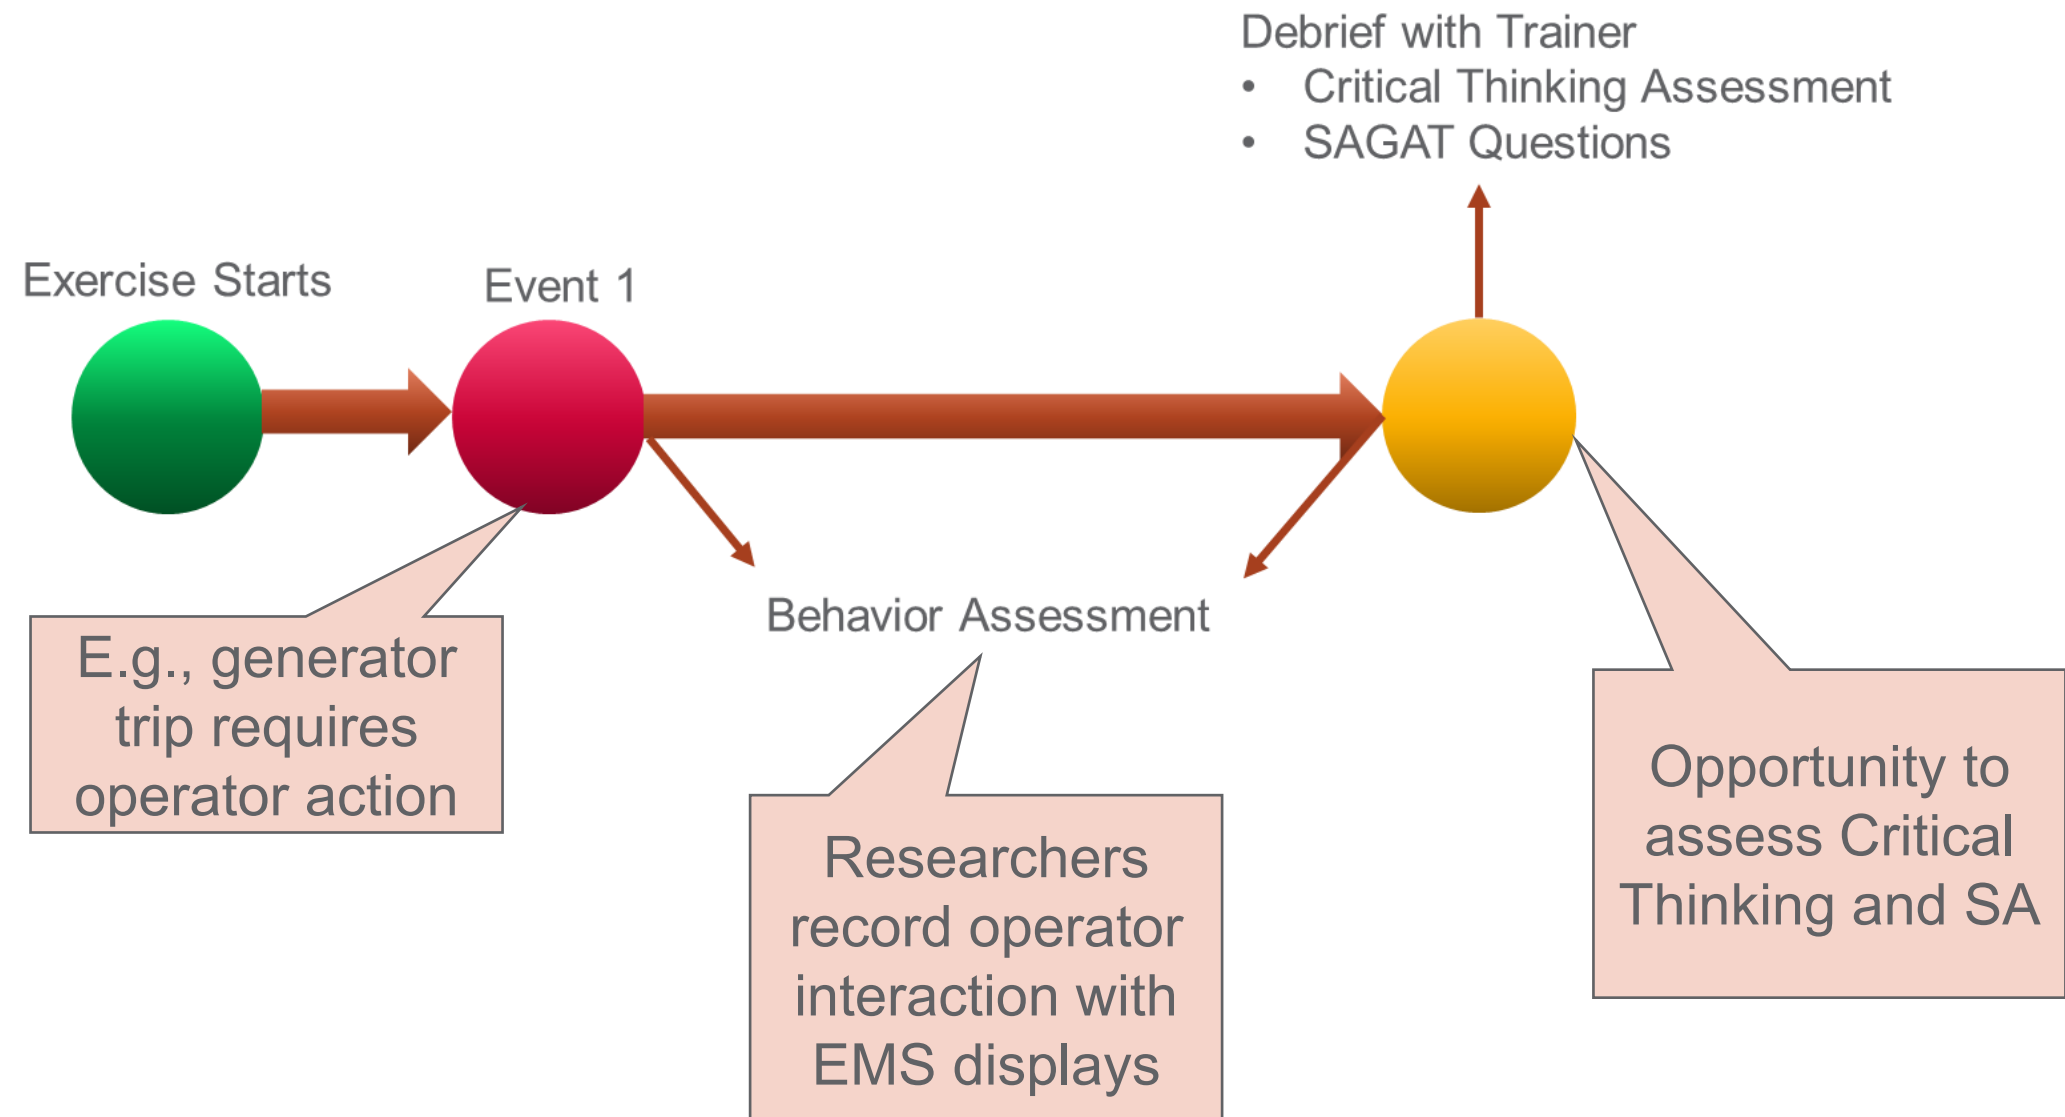 Debrief with Trainer
• Critical Thinking Assessment
• SAGAT Questions
Exercise Starts
Event 1
Behavior Assessment
E.g., generator
trip requires
operator action
Researchers
record operator
interaction with
EMS displays
Opportunity to
assess Critical
Thinking and SA